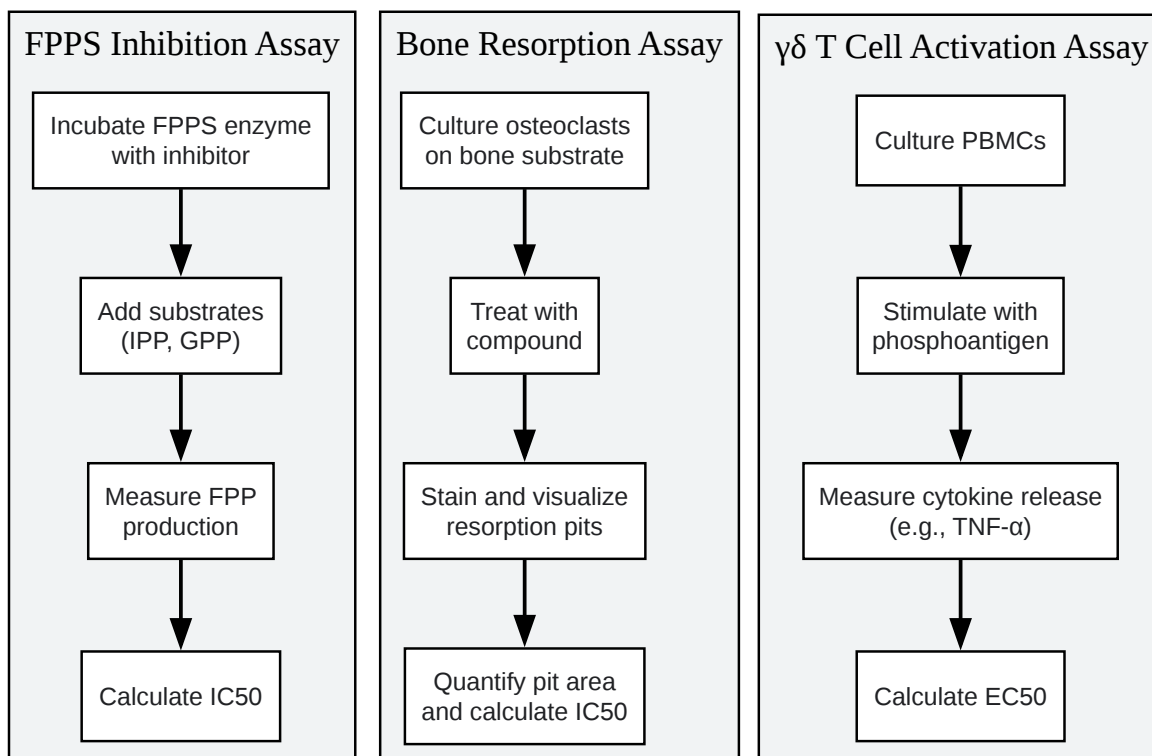 FPPS Inhibition Assay
Incubate FPPS enzyme
with inhibitor
Add substrates
(IPP, GPP)
Measure FPP
production
Calculate IC50
Bone Resorption Assay
Culture osteoclasts
on bone substrate
Treat with
compound
Stain and visualize
resorption pits
Quantify pit area
and calculate IC50
γδ T Cell Activation Assay
Culture PBMCs
Stimulate with
phosphoantigen
Measure cytokine release
(e.g., TNF-α)
Calculate EC50